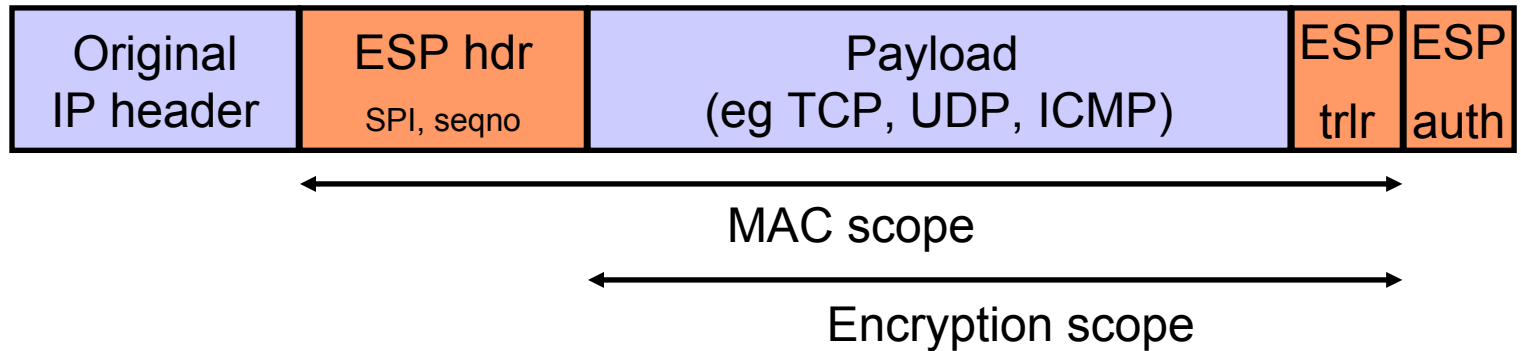 Original
IP header
ESP hdr
SPI, seqno
Payload
(eg TCP, UDP, ICMP)
ESP
trlr
ESP
auth
MAC scope
Encryption scope